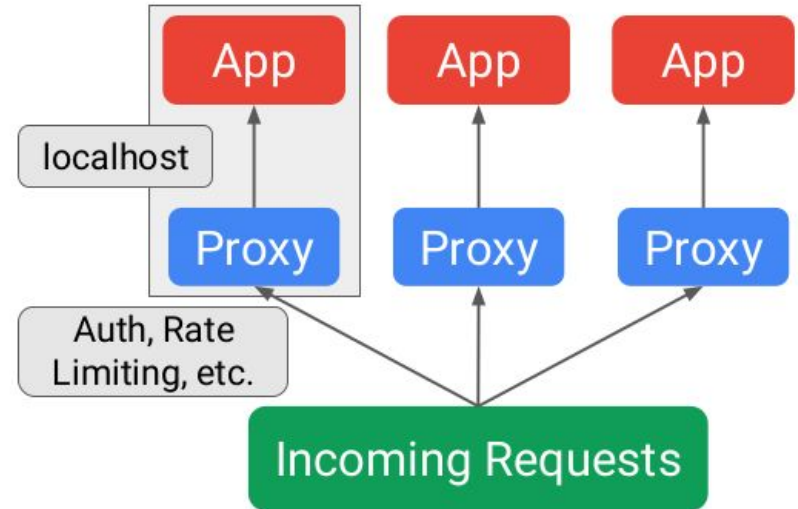 App
App
App
localhost
Proxy
Proxy
Proxy
Auth, Rate
Limiting, etc.
Incoming Requests